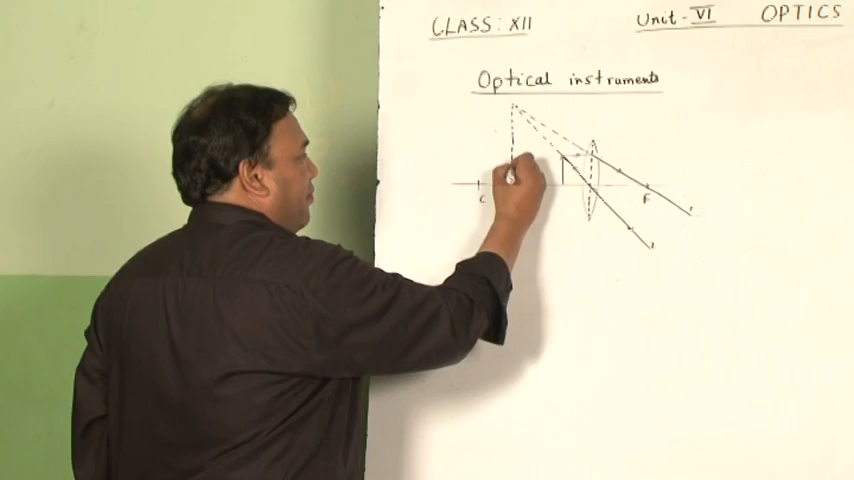 CLASS: XII
Unit-VI OPTICS
Optical instruments
C
F